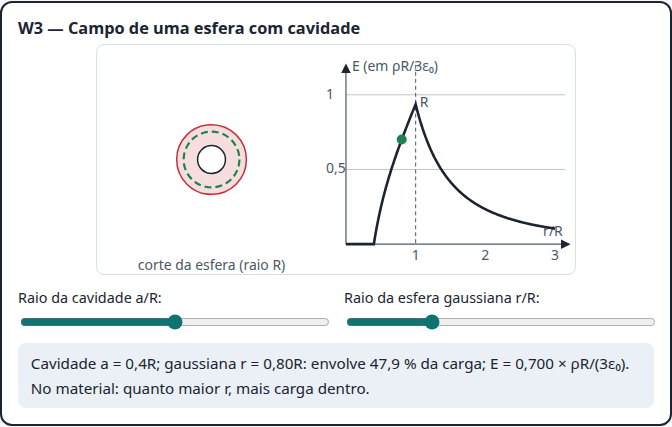 W3 — Campo de uma esfera com cavidade
E (em ρR/3ε₀)
1
R
0,5
r/R
1
2
3
corte da esfera (raio R)
Raio da cavidade a/R:
Raio da esfera gaussiana r/R:
Cavidade a = 0,4R; gaussiana r = 0,80R: envolve 47,9 % da carga; E = 0,700 × ρR/(3ε₀).
No material: quanto maior r, mais carga dentro.